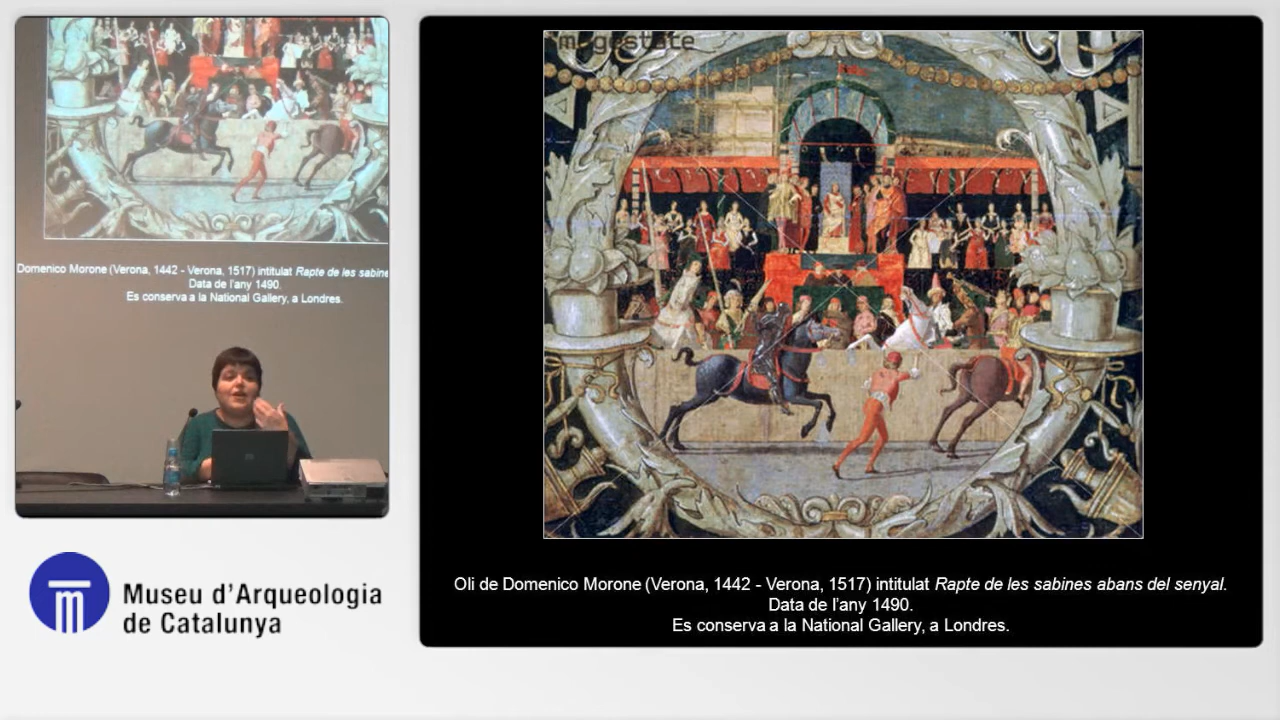 Domenico Morone (Verona, 1442 - Verona, 1517) intitulat Rapte de les sabine
Data de l'any 1490.
Es conserva a la National Gallery, a Londres.
Museu d'Arqueologia
de Catalunya
Oli de Domenico Morone (Verona, 1442 - Verona, 1517) intitulat Rapte de les sabines abans del senyal.
Data de l'any 1490.
Es conserva a la National Gallery, a Londres.